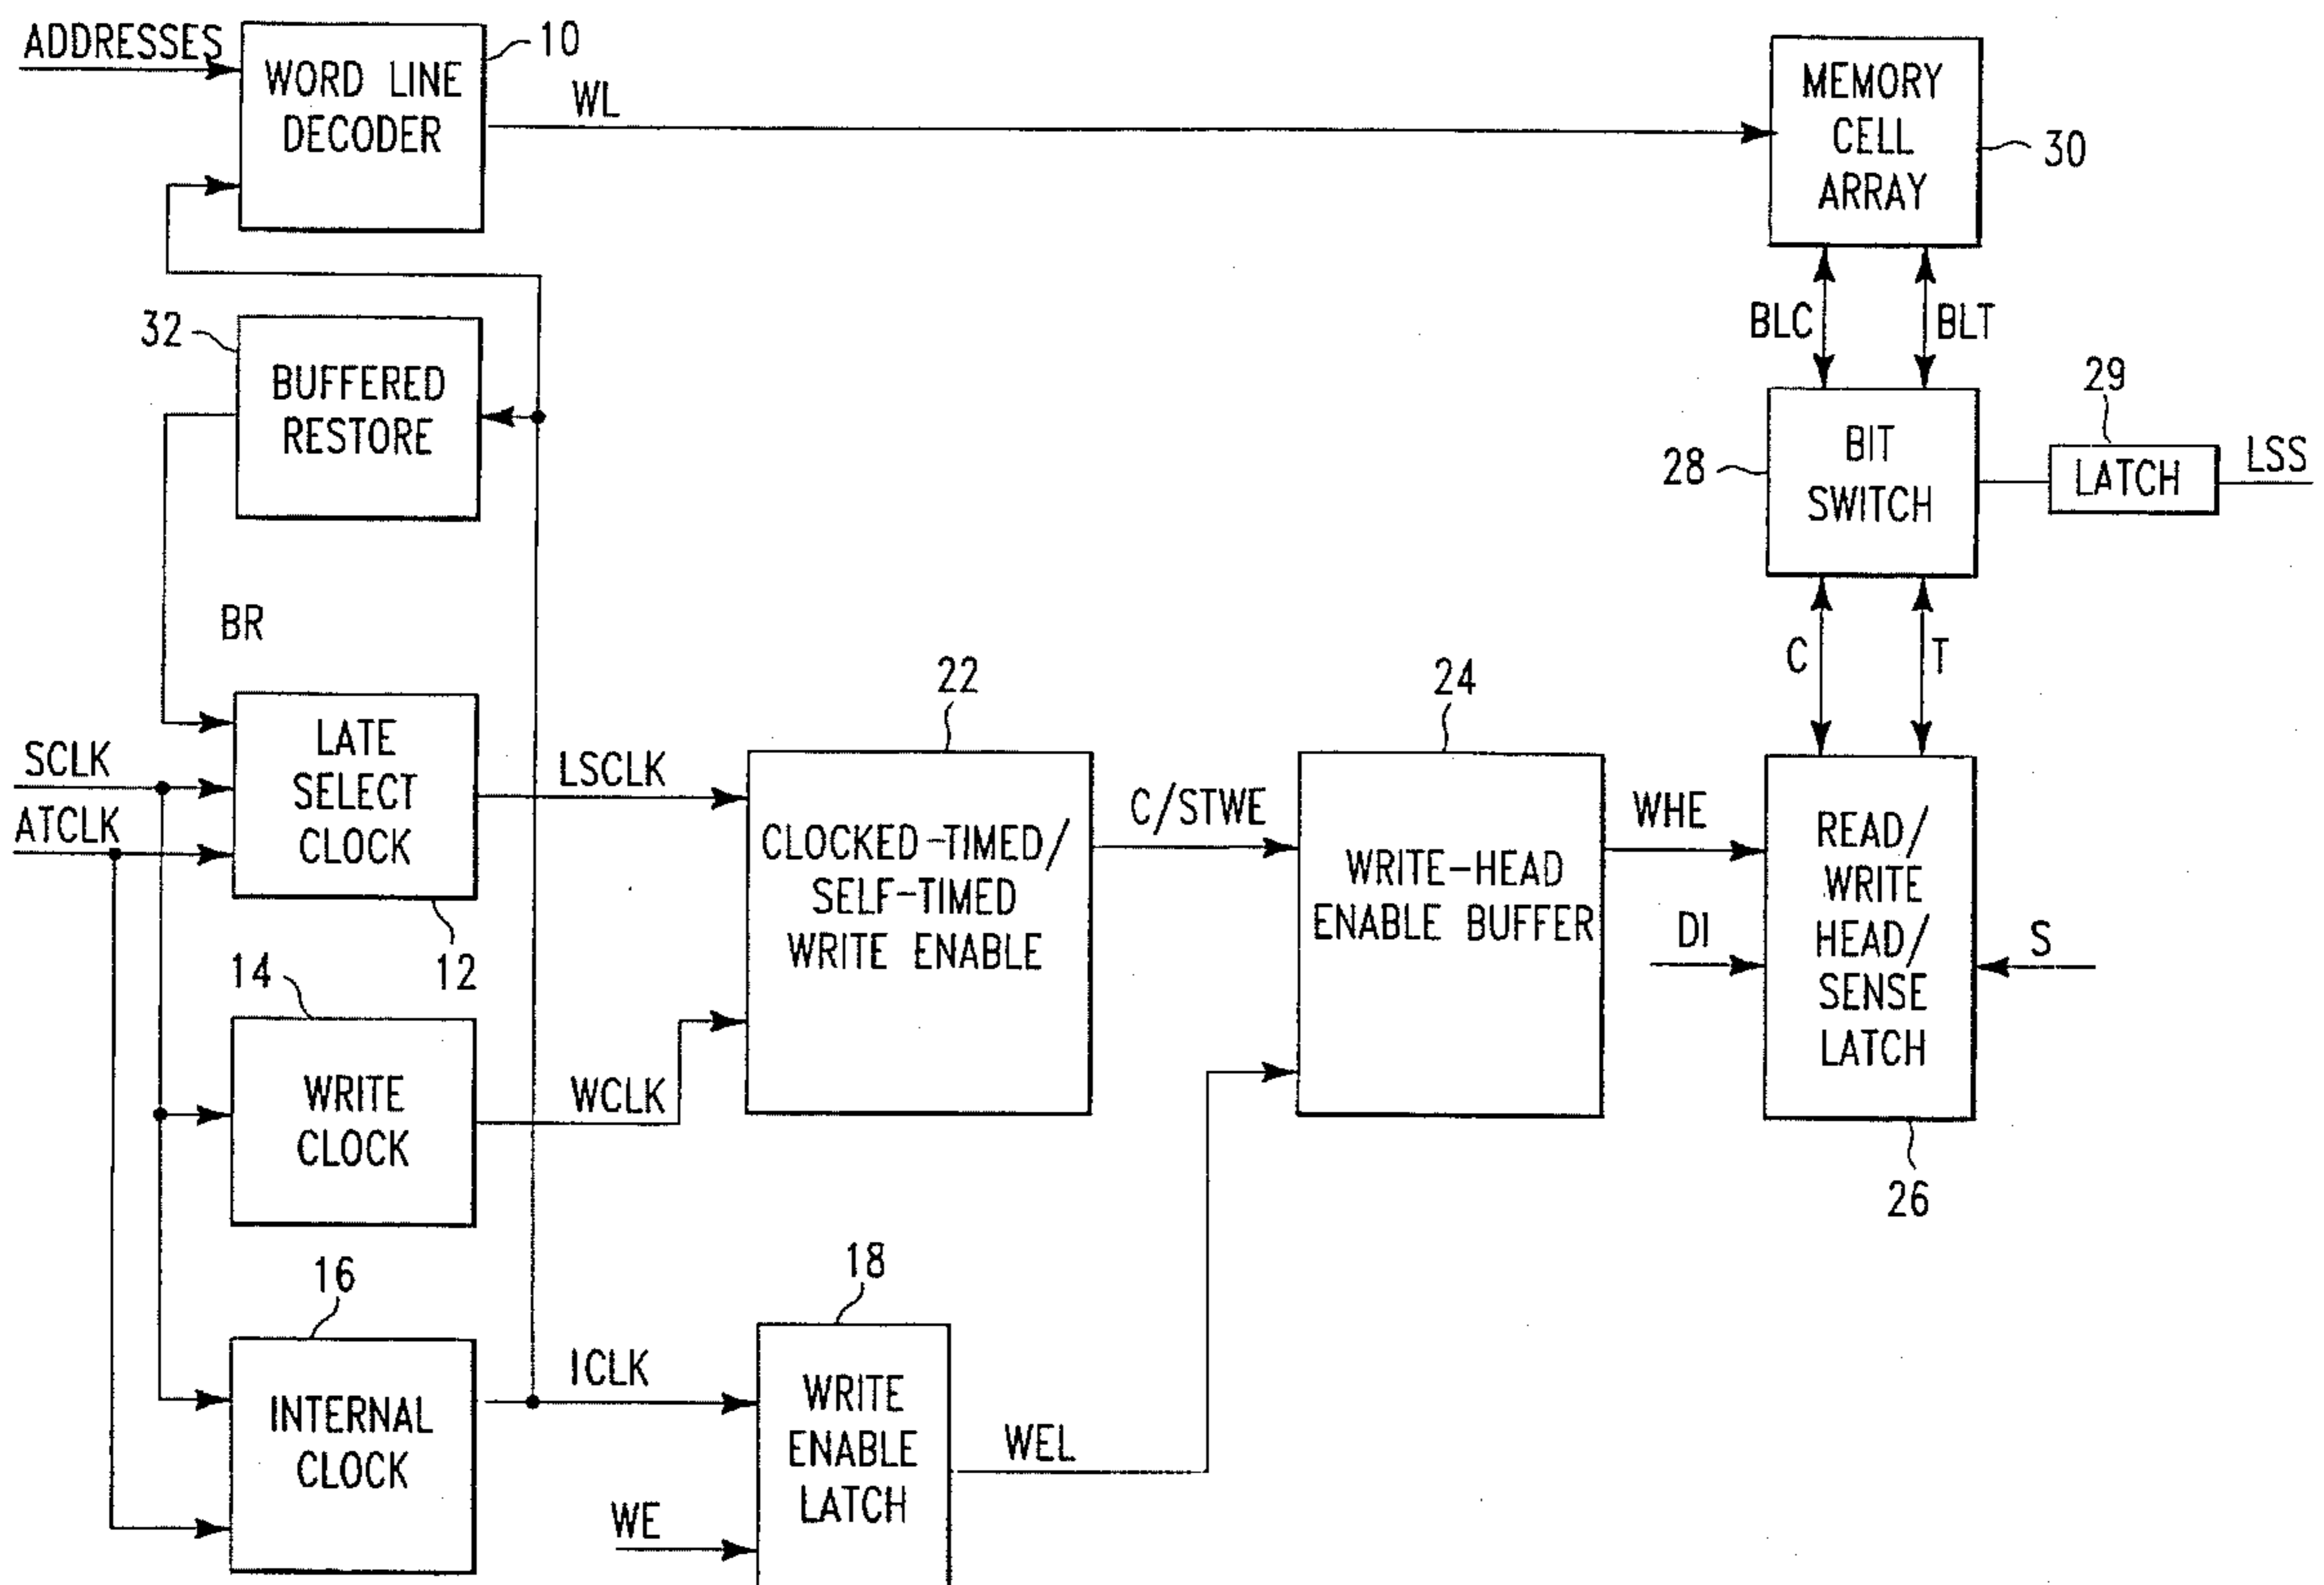 ADDRESSES
WORD LINE
DECODER
10
WL
MEMORY
CELL
ARRAY
30
32
BUFFERED
RESTORE
BLC
BLT
28
BIT
SWITCH
29
LATCH
LSS
BR
C
T
SCLK
ATCLK
LATE
SELECT
CLOCK
12
LSCLK
22
CLOCKED-TIMED/
SELF-TIMED
WRITE ENABLE
C/STWE
24
WRITE-HEAD
ENABLE BUFFER
WHE
DI
READ/
WRITE
HEAD/
SENSE
LATCH
S
26
14
WRITE
CLOCK
WCLK
16
INTERNAL
CLOCK
ICLK
18
WRITE
ENABLE
LATCH
WE
WEL